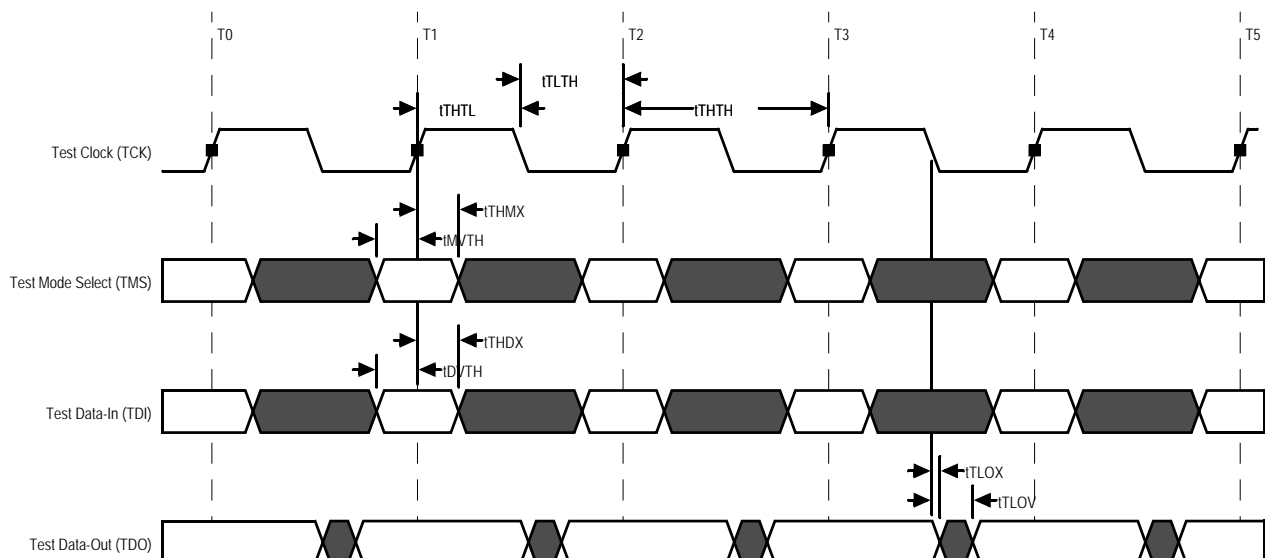 T0
T1
T2
T3
T4
T5
tTLTH
tTHTL
tTHTH
Test Clock (TCK)
tTHMX
tMVTH
Test Mode Select (TMS)
tTHDX
tDVTH
Test Data-In (TDI)
tTLOX
tTLOV
Test Data-Out (TDO)